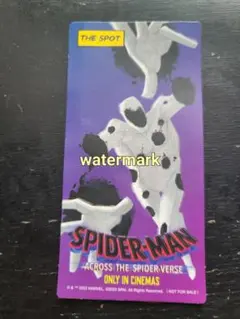 THE SPOT
watermark
SPIDER-MAN
ACROSS THE SPIDER-VERSE
ONLY IN CINEMAS